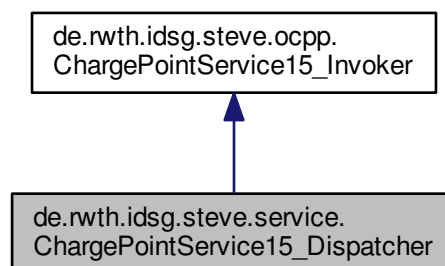 de.rwth.idsg.steve.ocpp.
ChargePointService15_Invoker
de.rwth.idsg.steve.service.
ChargePointService15_Dispatcher